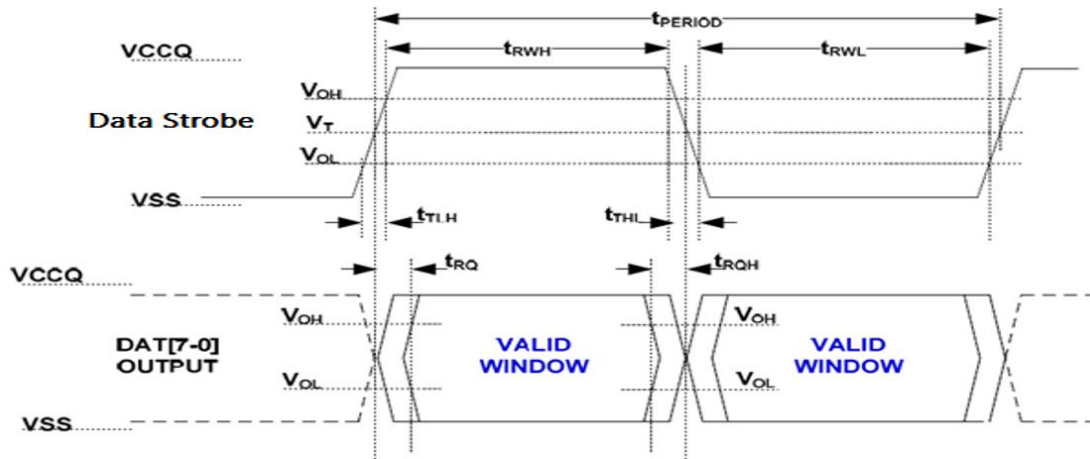 tPERIOD
VCCQ
tRWH
tRWL
VOH
Data Strobe
VT
VOL
VSS
tTLH
tTHL
VCCQ
tRQ
tRQH
VOH
VOH
DAT[7-0]
OUTPUT
VALID
WINDOW
VALID
WINDOW
VOL
VOL
VSS